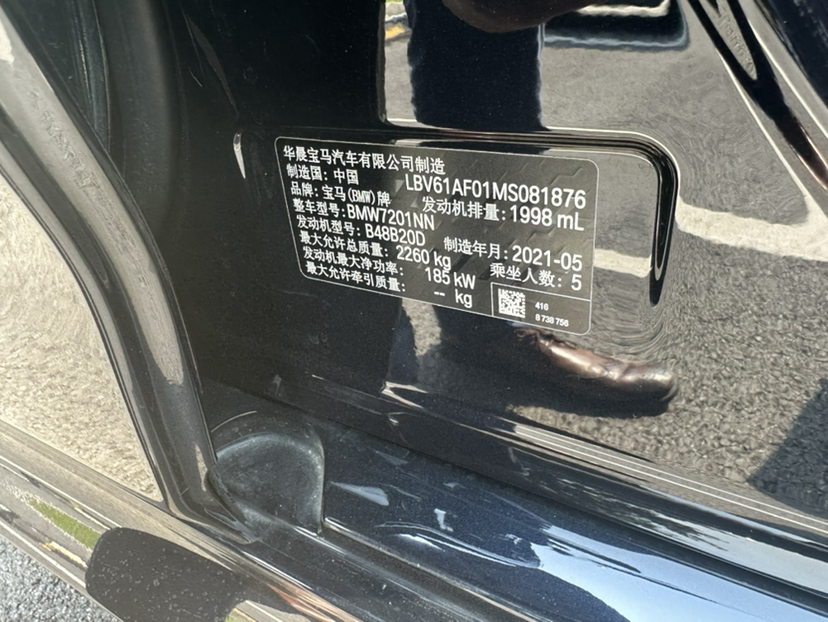 华晨宝马汽车有限公司制造
制造国: 中国 LBV61AF01MS081876
品牌: 宝马(BMW)牌 发动机排量: 1998 mL
整车型号: BMW7201NN
发动机型号: B48B20D 制造年月: 2021-05
最大允许总质量: 2260 kg 乘坐人数: 5
发动机最大净功率: 185 kW
最大允许牵引质量: -- kg
416
8 738 756